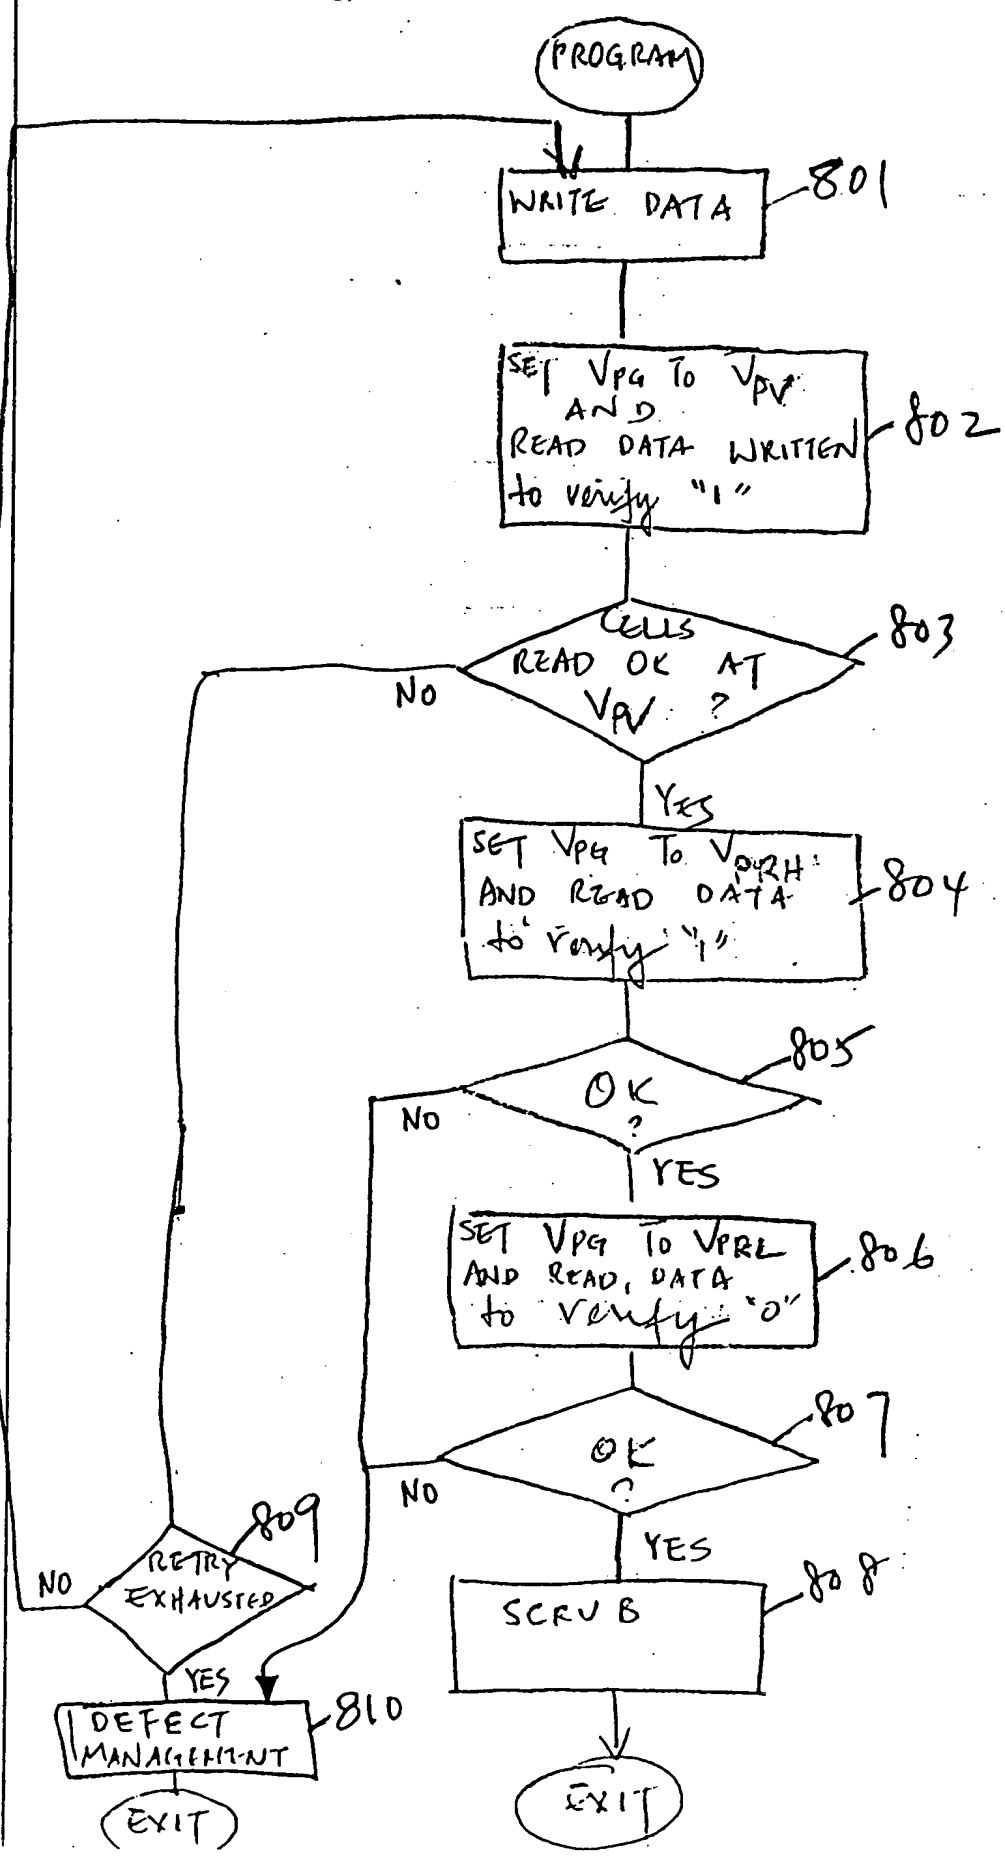 PROGRAM
WRITE DATA
801
SET VPG TO VPV
AND
READ DATA WRITTEN
to verify "1"
802
CELLS
READ OK AT
VPV ?
803
NO
YES
SET VPG TO
AND READ DATA
to verify "1"
804
OK
?
805
NO
YES
SET VPG TO VPRL
AND READ DATA
to verify "0"
806
OK
?
807
NO
YES
SCRUB
808
EXIT
RETRY
EXHAUSTED
809
NO
YES
DEFECT
MANAGEMENT
810
EXIT